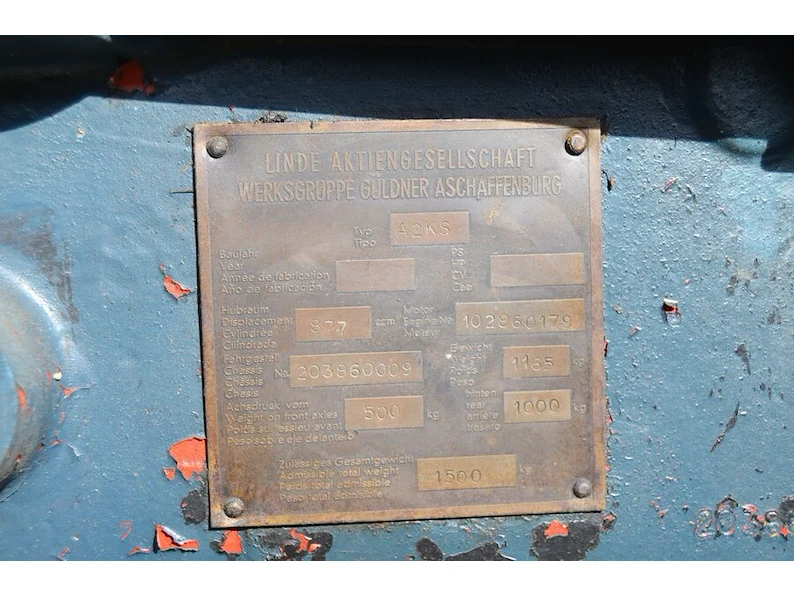 LINDE AKTIENGESELLSCHAFT
WERKSGRUPPE GÜLDNER ASCHAFFENBURG
Typ
Tipo
A2KS
Baujahr
Year
Année de fabrication
Año de fabricación
PS
HP
CV
Hubraum
Displacement
Cylindrée
Cilindrada
877 ccm
Motor
Engine-No.
Moteur
102860179
Fahrgestell
Chassis
Chassis
Chasis
No. 203860009
Gewicht
Weight
Poids
Peso
1165 kg
Achsdruck vorn
Weight on front axles
Poids sur essieu avant
Peso sobre eje delantero
500 kg
hinten
rear
arrière
trasero
1000 kg
Zulässiges Gesamtgewicht
Admissible total weight
Poids total admissible
Peso total admisible
1500 kg